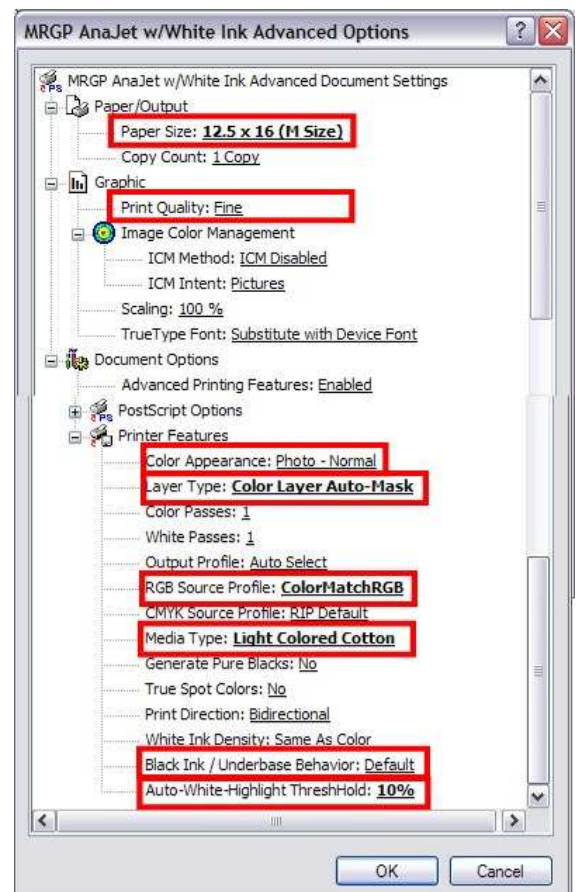 MRGP AnaJet w/White Ink Advanced Options
MRGP AnaJet w/White Ink Advanced Document Settings
Paper/Output
Paper Size: 12.5 x 16 (M Size)
Copy Count: 1 Copy
Graphic
Print Quality: Fine
Image Color Management
ICM Method: ICM Disabled
ICM Intent: Pictures
Scaling: 100 %
TrueType Font: Substitute with Device Font
Document Options
Advanced Printing Features: Enabled
PostScript Options
Printer Features
Color Appearance: Photo - Normal
Layer Type: Color Layer Auto-Mask
Color Passes: 1
White Passes: 1
Output Profile: Auto Select
RGB Source Profile: ColorMatchRGB
CMYK Source Profile: RIP Default
Media Type: Light Colored Cotton
Generate Pure Blacks: No
True Spot Colors: No
Print Direction: Bidirectional
White Ink Density: Same As Color
Black Ink / Underbase Behavior: Default
Auto-White-Highlight ThreshHold: 10%
OK Cancel